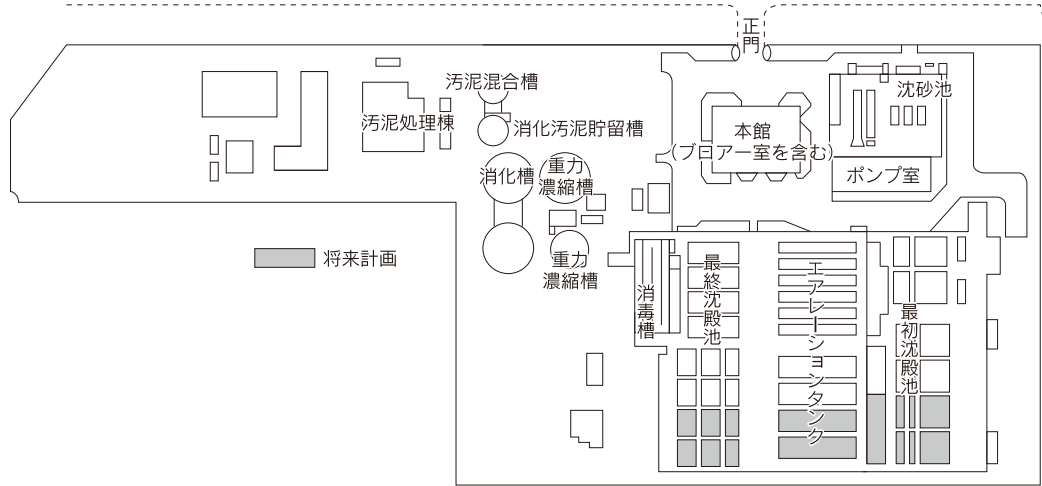 正門
汚泥混合槽
沈砂池
汚泥処理棟
消化汚泥貯留槽
本館
(ブロアー室を含む)
消化槽
重力
濃縮槽
ポンプ室
将来計画
重力
濃縮槽
消毒槽
最終沈殿池
エアレーションタンク
最初沈殿池